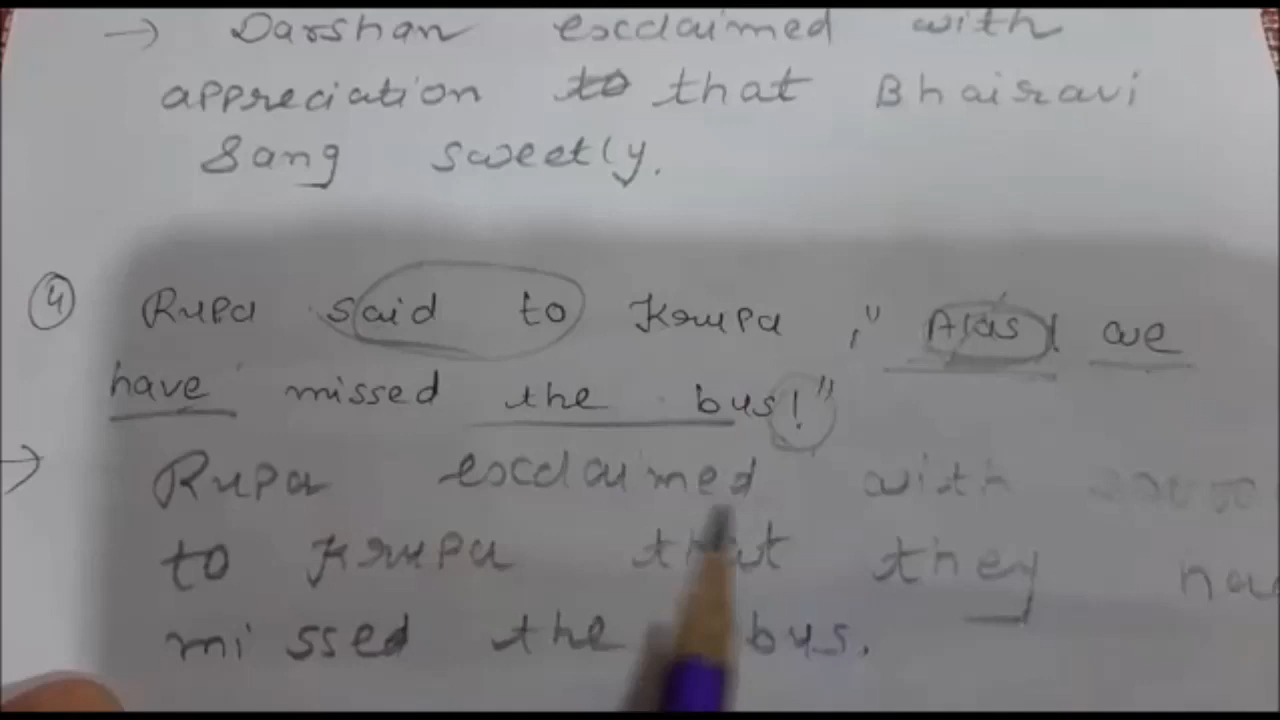 → Darshan exclaimed with
appreciation to that Bhairavi
Sang sweetly.
④ Rupa said to Krupa ," Alas! we
have missed the bus!"
→ Rupa exclaimed with
to Krupa that they
missed the bus.